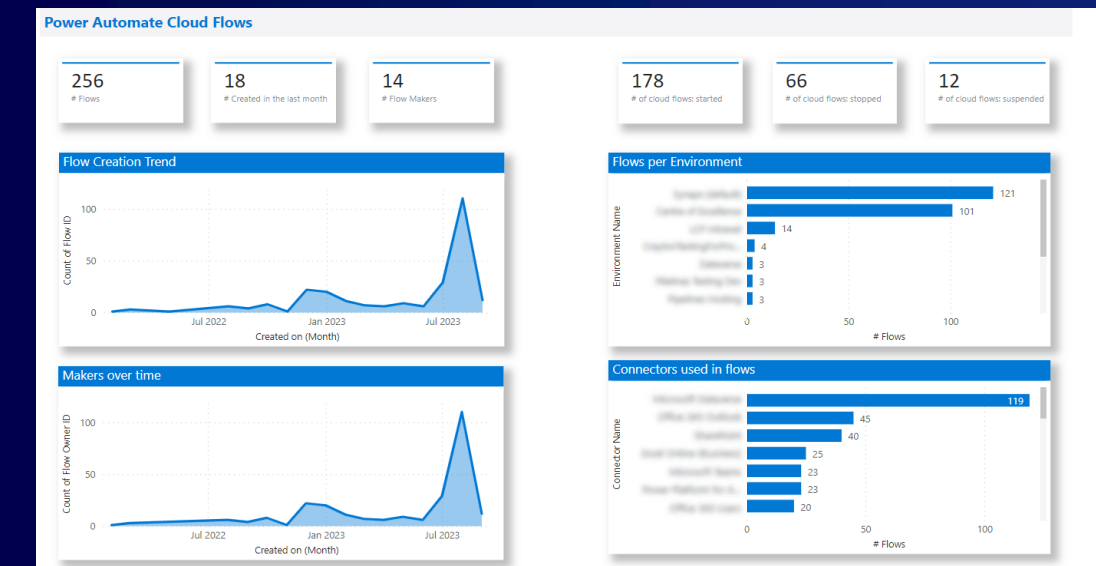 Power Automate Cloud Flows
256
# Flows
18
# Created in the last month
14
# Flow Makers
178
# of cloud flows: started
66
# of cloud flows: stopped
12
# of cloud flows: suspended
Flow Creation Trend
Count of Flow ID
100
50
0
Jul 2022 Jan 2023 Jul 2023
Created on (Month)
Flows per Environment
Environment Name
121
101
14
4
3
3
3
0 50 100
# Flows
Makers over time
Count of Flow Owner ID
100
50
0
Jul 2022 Jan 2023 Jul 2023
Created on (Month)
Connectors used in flows
Connector Name
119
45
40
25
23
23
20
0 50 100
# Flows